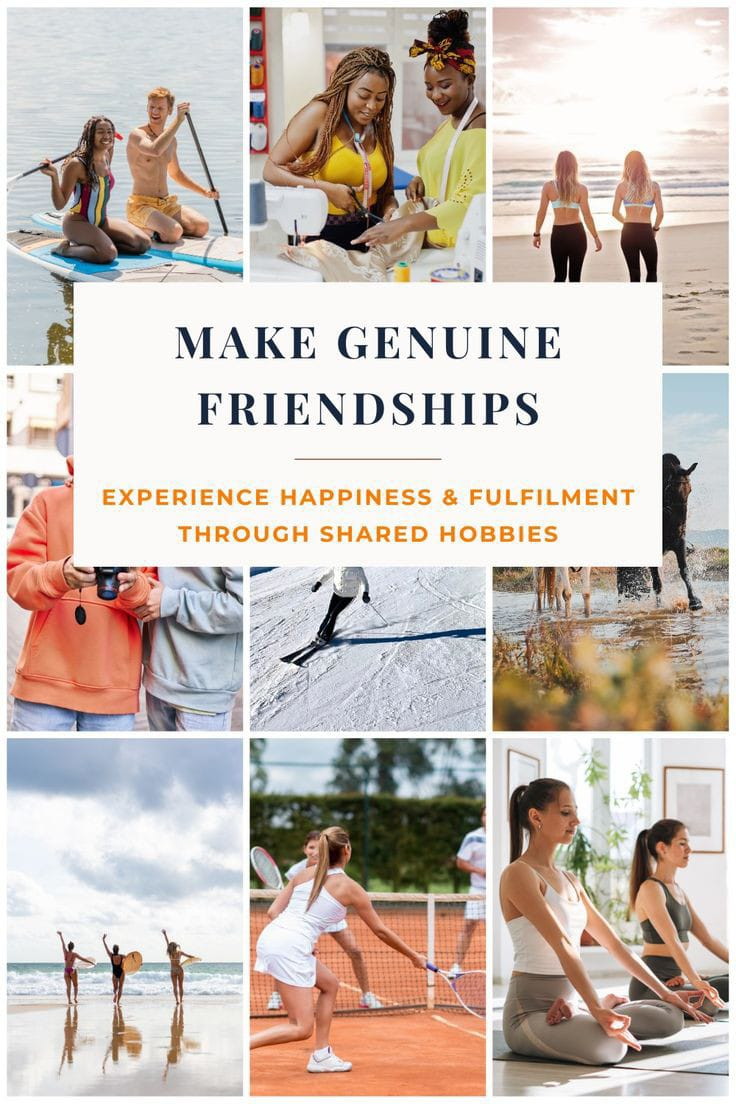 MAKE GENUINE
FRIENDSHIPS
EXPERIENCE HAPPINESS & FULFILMENT
THROUGH SHARED HOBBIES